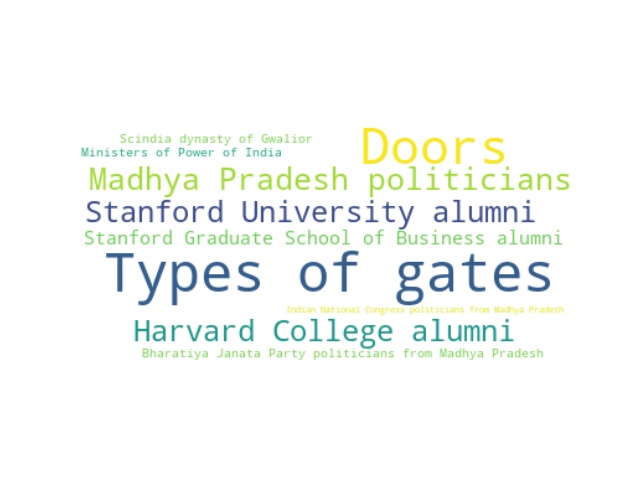 Scindia dynasty of Gwalior
Doors
Ministers of Power of India
Madhya Pradesh politicians
Stanford University alumni
Stanford Graduate School of Business alumni
Types of gates
Indian National Congress politicians from Madhya Pradesh
Harvard College alumni
Bharatiya Janata Party politicians from Madhya Pradesh